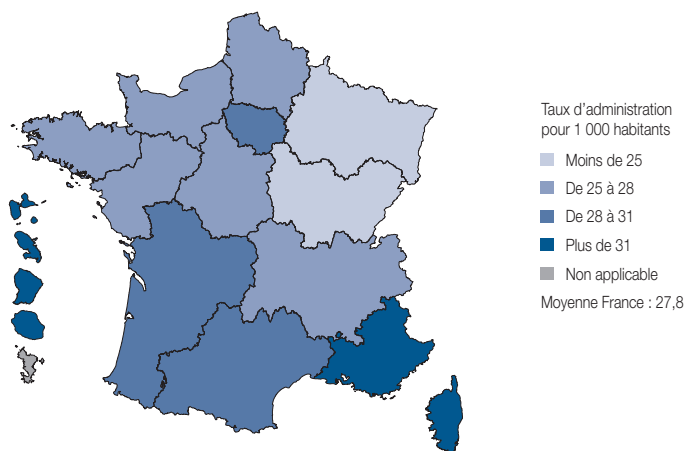 Taux d'administration
pour 1 000 habitants
Moins de 25
De 25 à 28
De 28 à 31
Plus de 31
Non applicable
Moyenne France : 27,8